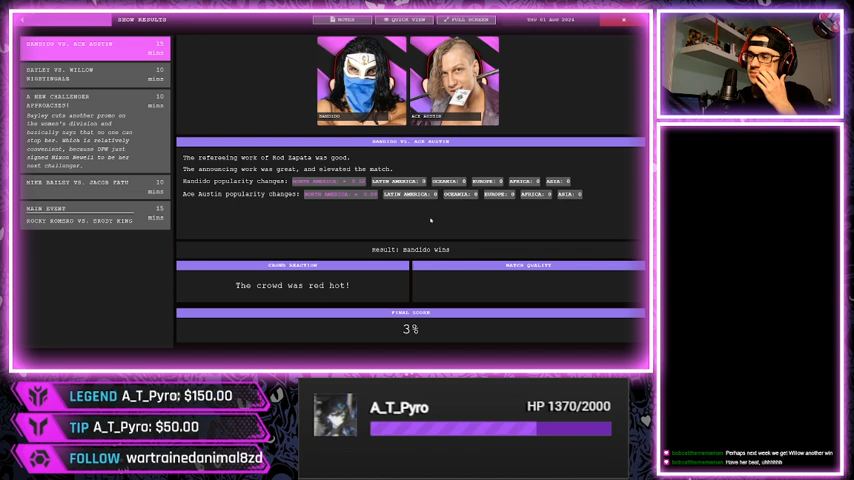 SHOW RESULTS
NOTES
QUICK VIEW
FULL SCREEN
THU 01 AUG 2024
BANDIDO VS. ACE AUSTIN
15 mins
BAYLEY VS. WILLOW NIGHTINGALE
10 mins
A NEW CHALLENGER APPROACHES!
10 mins
Bayley cuts another promo on
the women's division and
basically says that no one can
stop her. Which is relatively
convenient, because DPW just
signed Nixon Newell to be her
next challenger.
MIKE BAILEY VS. JACOB FATU
10 mins
MAIN EVENT
ROCKY ROMERO VS. BRODY KING
15 mins
BANDIDO
ACE AUSTIN
BANDIDO VS. ACE AUSTIN
The refereeing work of Rod Zapata was good.
The announcing work was great, and elevated the match.
Bandido popularity changes: NORTH AMERICA: + LATIN AMERICA: 0 OCEANIA: 0 EUROPE: 0 AFRICA: 0 ASIA: 0
Ace Austin popularity changes: NORTH AMERICA: + LATIN AMERICA: 0 OCEANIA: 0 EUROPE: 0 AFRICA: 0 ASIA: 0
Result: Bandido wins
CROWD REACTION
MATCH QUALITY
The crowd was red hot!
FINAL SCORE
3%
LEGEND A_T_Pyro: $150.00
TIP A_T_Pyro: $50.00
FOLLOW wartrainedanimal8zd
A_T_Pyro
HP 1370/2000
Perhaps next week we get Willow another win
Have her beat, uhhhhhh